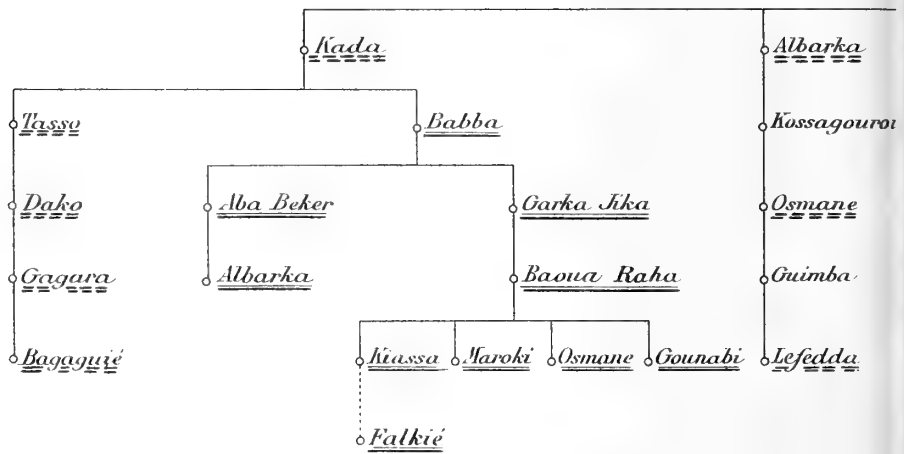 Kada Albarka
Tasso Babba Kossagourou
Dako Aba Beker Garka Jika Osmane
Gagara Albarka Baoua Raha Guimba
Bagaguié Kiassa Maroki Osmane Gounabi Lefedda
Falkié